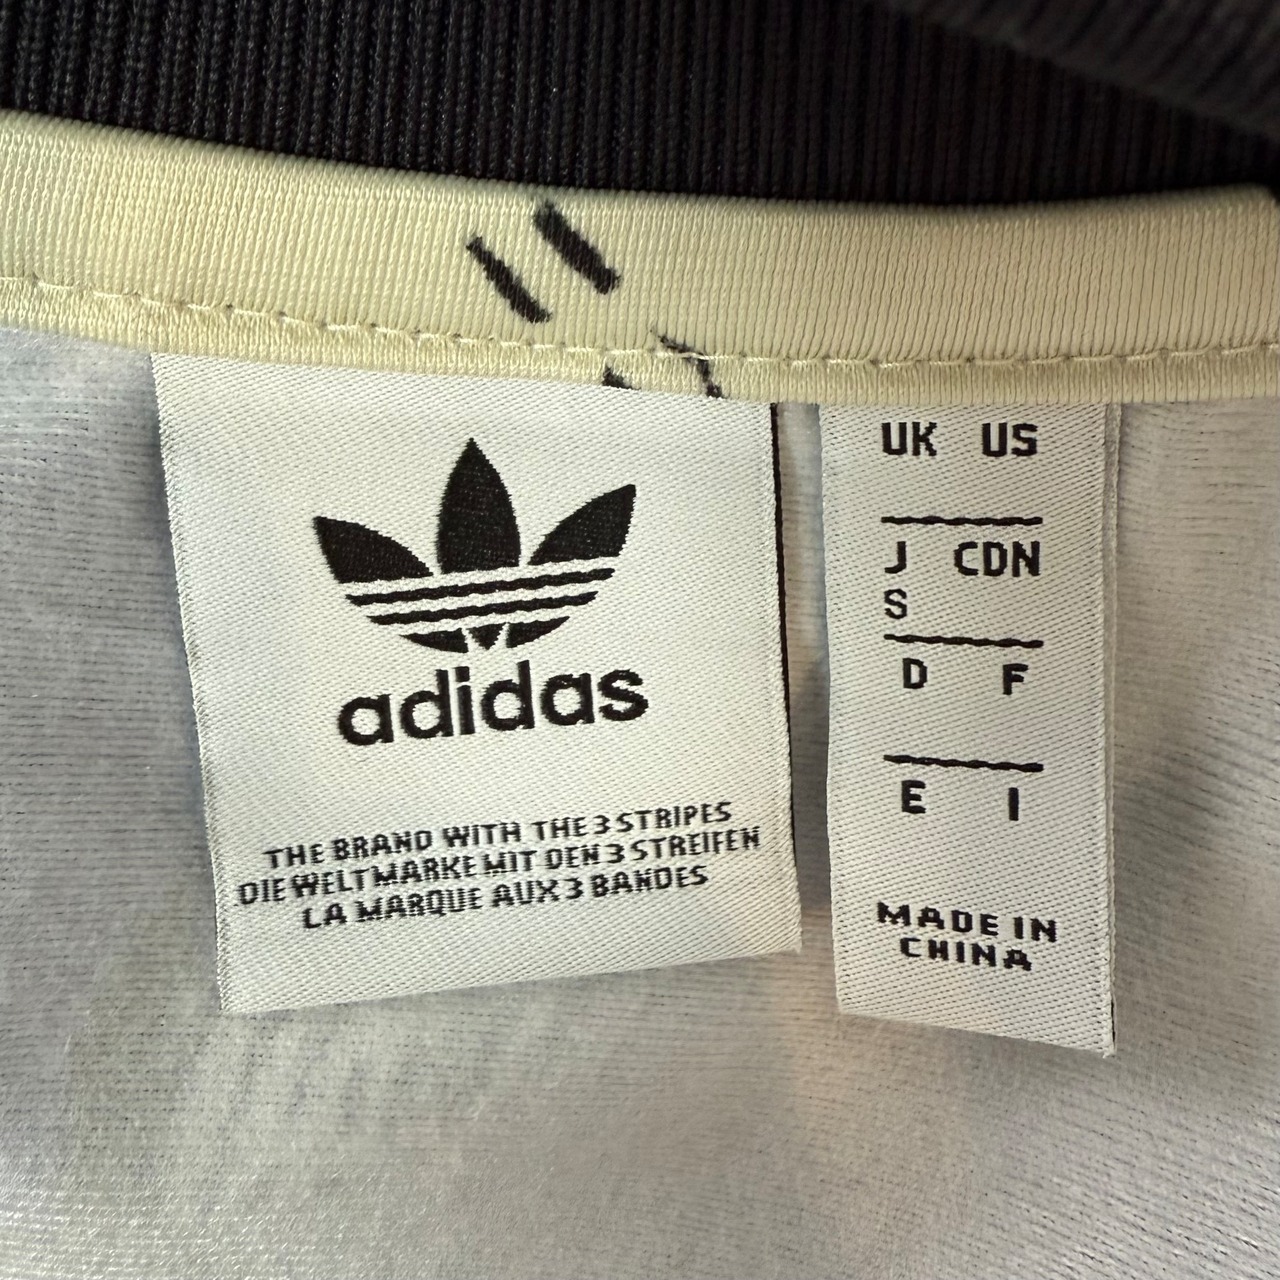 adidas
THE BRAND WITH THE 3 STRIPES
DIE WELTMARKE MIT DEN 3 STREIFEN
LA MARQUE AUX 3 BANDES
UK US
J CDN
S
D F
E I
MADE IN
CHINA